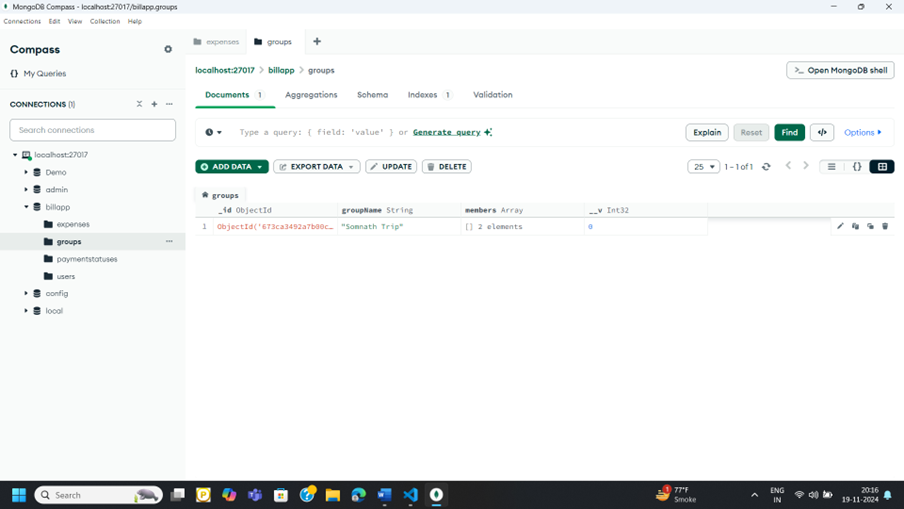 MongoDB Compass - localhost:27017/billapp.groups
Connections Edit View Collection Help
Compass
{} My Queries
CONNECTIONS (1)
Search connections
localhost:27017
Demo
admin
billapp
expenses
groups
paymentstatuses
users
config
local
expenses groups
localhost:27017 > billapp > groups
>_ Open MongoDB shell
Documents 1 Aggregations Schema Indexes 1 Validation
Type a query: { field: 'value' } or Generate query
Explain Reset Find </> Options
ADD DATA EXPORT DATA UPDATE DELETE
25 1 - 1 of 1 {}
groups
_id ObjectId groupName String members Array __v Int32
1 ObjectId('673ca3492a7b00c… "Somnath Trip" [] 2 elements 0
Search
1 77°F
Smoke
ENG
IN
20:16
19-11-2024